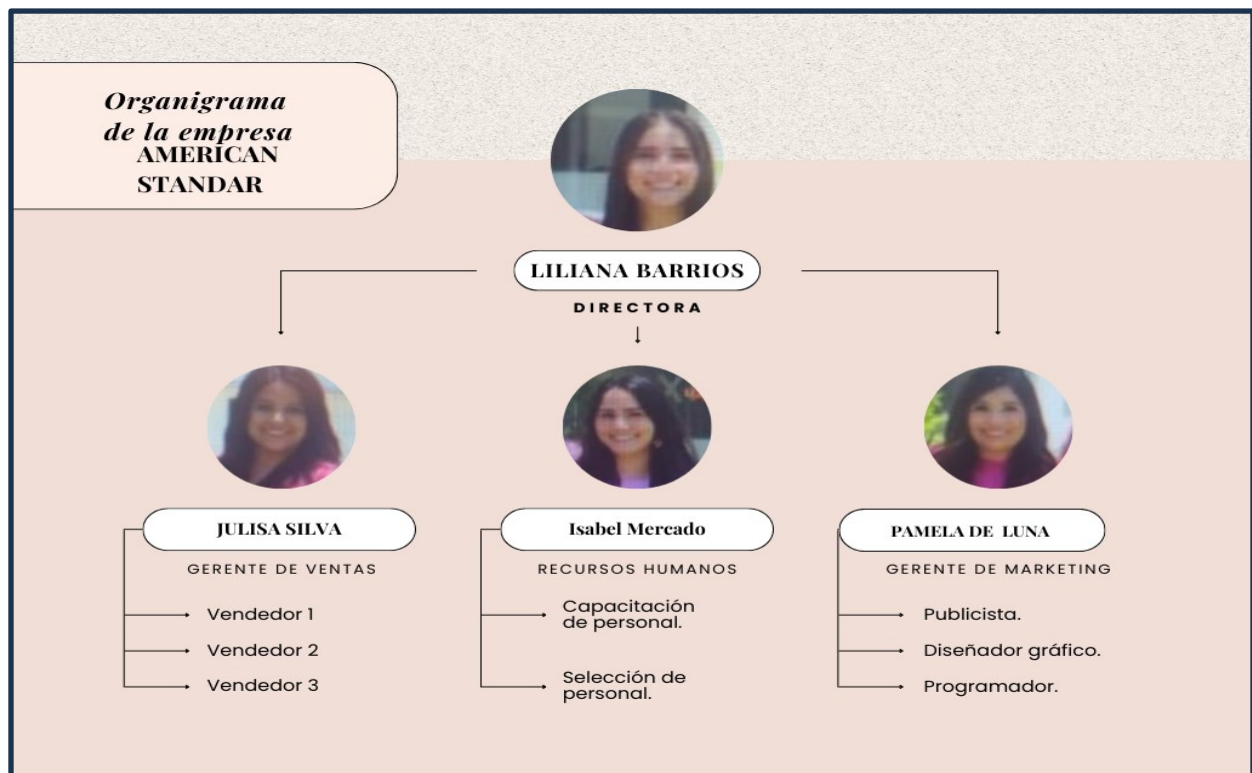 Organigrama
de la empresa
AMERICAN
STANDAR
LILIANA BARRIOS
DIRECTORA
JULISA SILVA
GERENTE DE VENTAS
Vendedor 1
Vendedor 2
Vendedor 3
Isabel Mercado
RECURSOS HUMANOS
Capacitación
de personal.
Selección de
personal.
PAMELA DE LUNA
GERENTE DE MARKETING
Publicista.
Diseñador gráfico.
Programador.